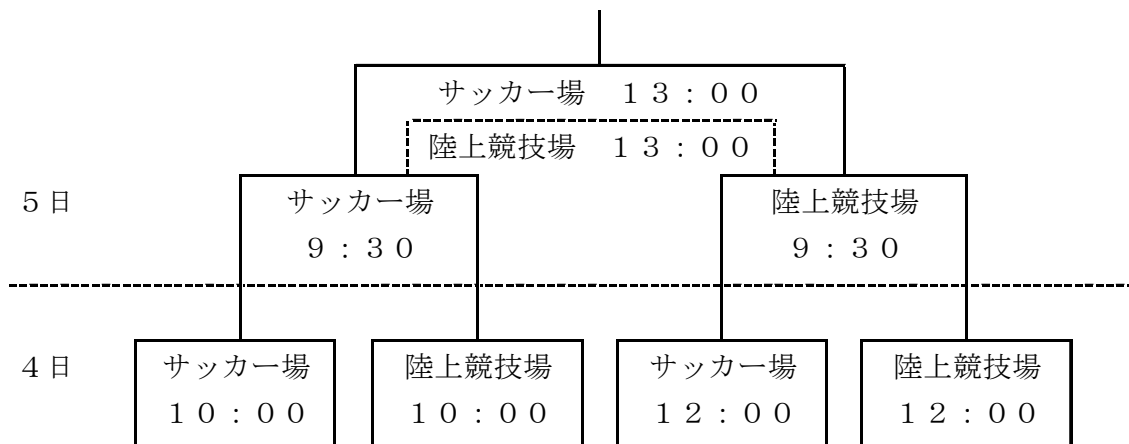 サッカー場　１３：００
陸上競技場　１３：００
５日
サッカー場
９：３０
陸上競技場
９：３０
４日
サッカー場
１０：００
陸上競技場
１０：００
サッカー場
１２：００
陸上競技場
１２：００